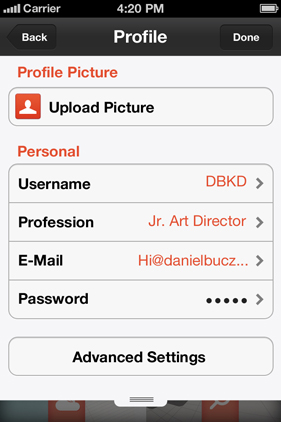 Carrier 4:20 PM
Back Profile Done
Profile Picture
Upload Picture
Personal
Username DBKD
Profession Jr. Art Director
E-Mail Hi@danielbucz...
Password •••••
Advanced Settings